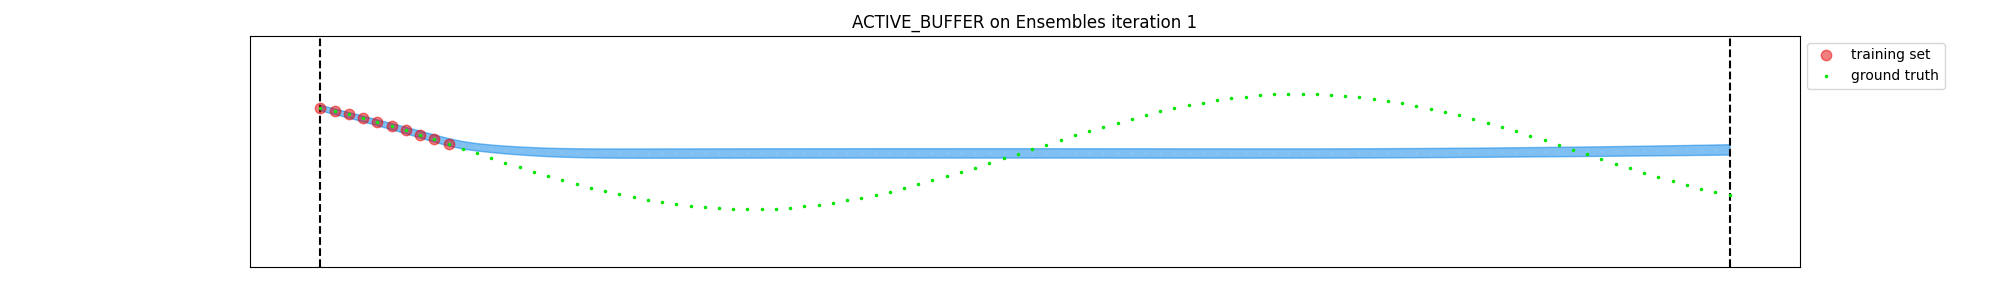 ACTIVE_BUFFER on Ensembles iteration 1
training set
ground truth